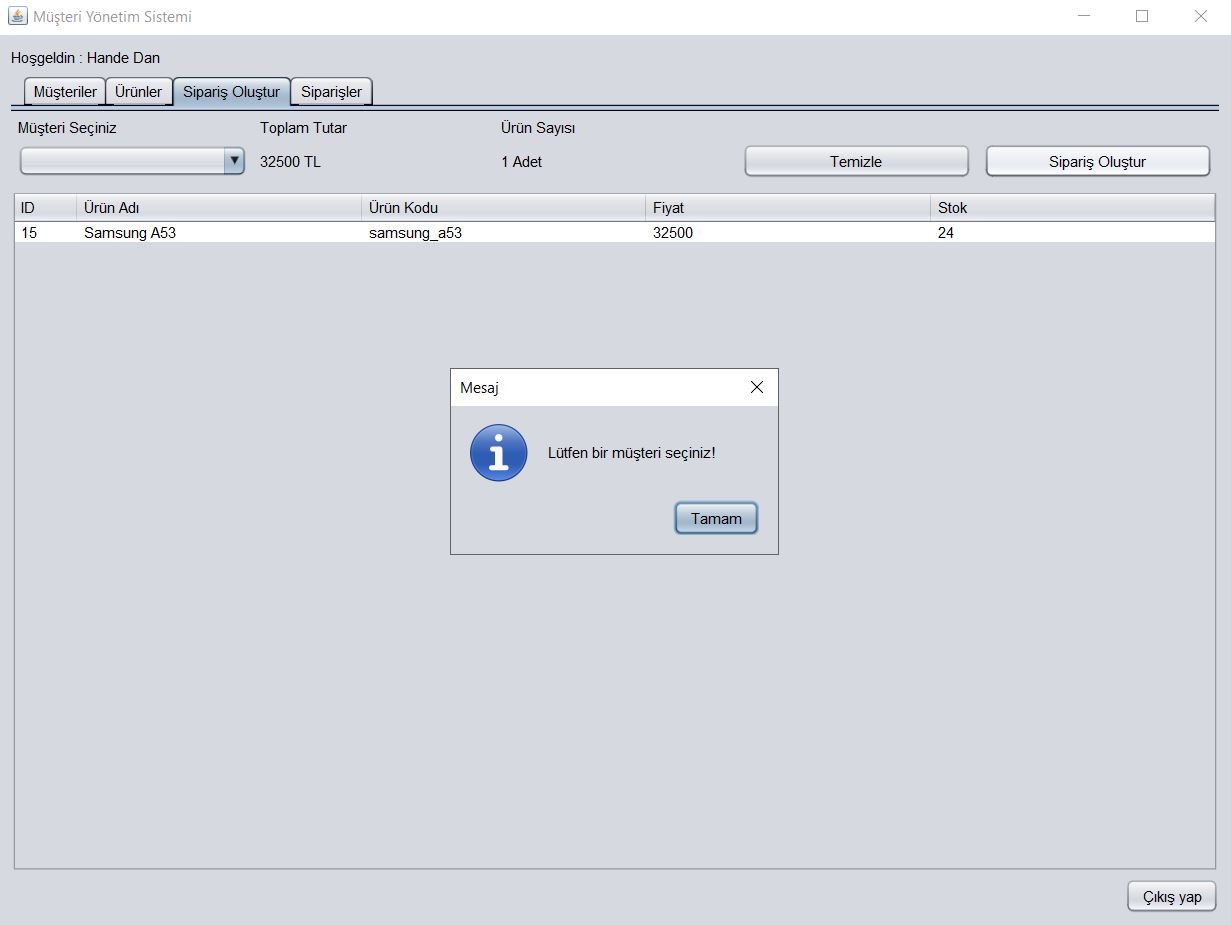 Müşteri Yönetim Sistemi
Hoşgeldin : Hande Dan
Müşteriler Ürünler Sipariş Oluştur Siparişler
Müşteri Seçiniz Toplam Tutar Ürün Sayısı
32500 TL 1 Adet Temizle Sipariş Oluştur
ID Ürün Adı Ürün Kodu Fiyat Stok
15 Samsung A53 samsung_a53 32500 24
Mesaj
Lütfen bir müşteri seçiniz!
Tamam
Çıkış yap